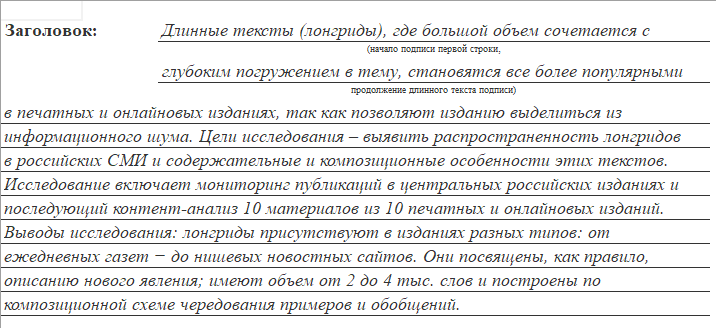 Заголовок: Длинные тексты (лонгриды), где большой объем сочетается с
(начало подписи первой строки,
глубоким погружением в тему, становятся все более популярными
продолжение длинного текста подписи)
в печатных и онлайновых изданиях, так как позволяют изданию выделиться из
информационного шума. Цели исследования – выявить распространенность лонгридов
в российских СМИ и содержательные и композиционные особенности этих текстов.
Исследование включает мониторинг публикаций в центральных российских изданиях и
последующий контент-анализ 10 материалов из 10 печатных и онлайновых изданий.
Выводы исследования: лонгриды присутствуют в изданиях разных типов: от
ежедневных газет − до нишевых новостных сайтов. Они посвящены, как правило,
описанию нового явления; имеют объем от 2 до 4 тыс. слов и построены по
композиционной схеме чередования примеров и обобщений.